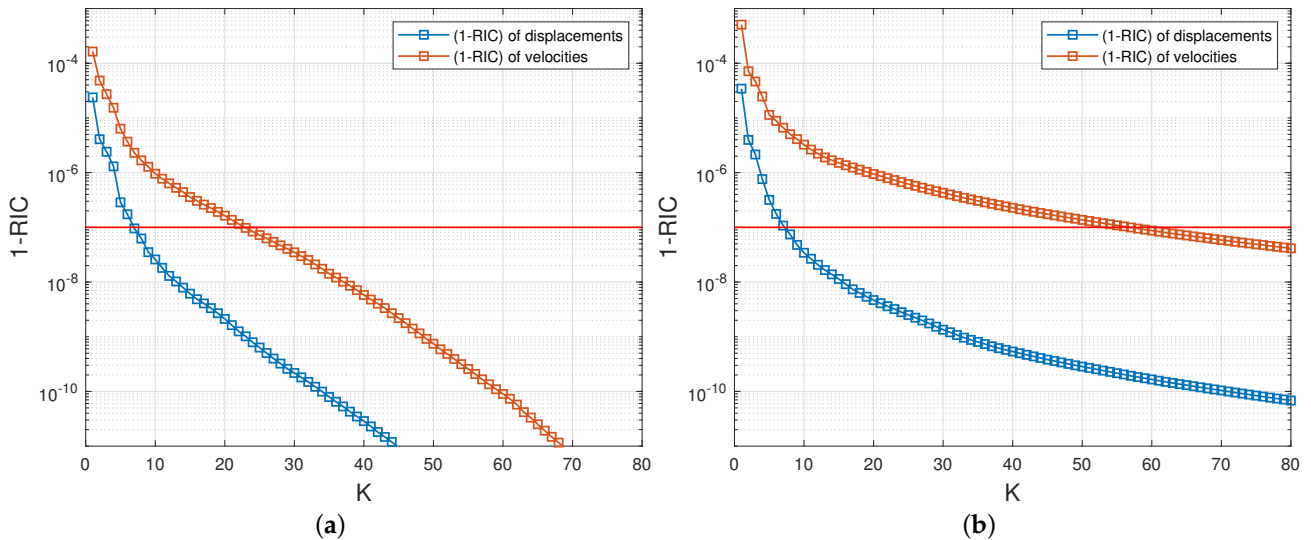 (1-RIC) of displacements
(1-RIC) of velocities
10^-4
10^-6
10^-8
10^-10
1-RIC
0 10 20 30 40 50 60 70 80
K
(a)
(1-RIC) of displacements
(1-RIC) of velocities
10^-4
10^-6
10^-8
10^-10
1-RIC
0 10 20 30 40 50 60 70 80
K
(b)